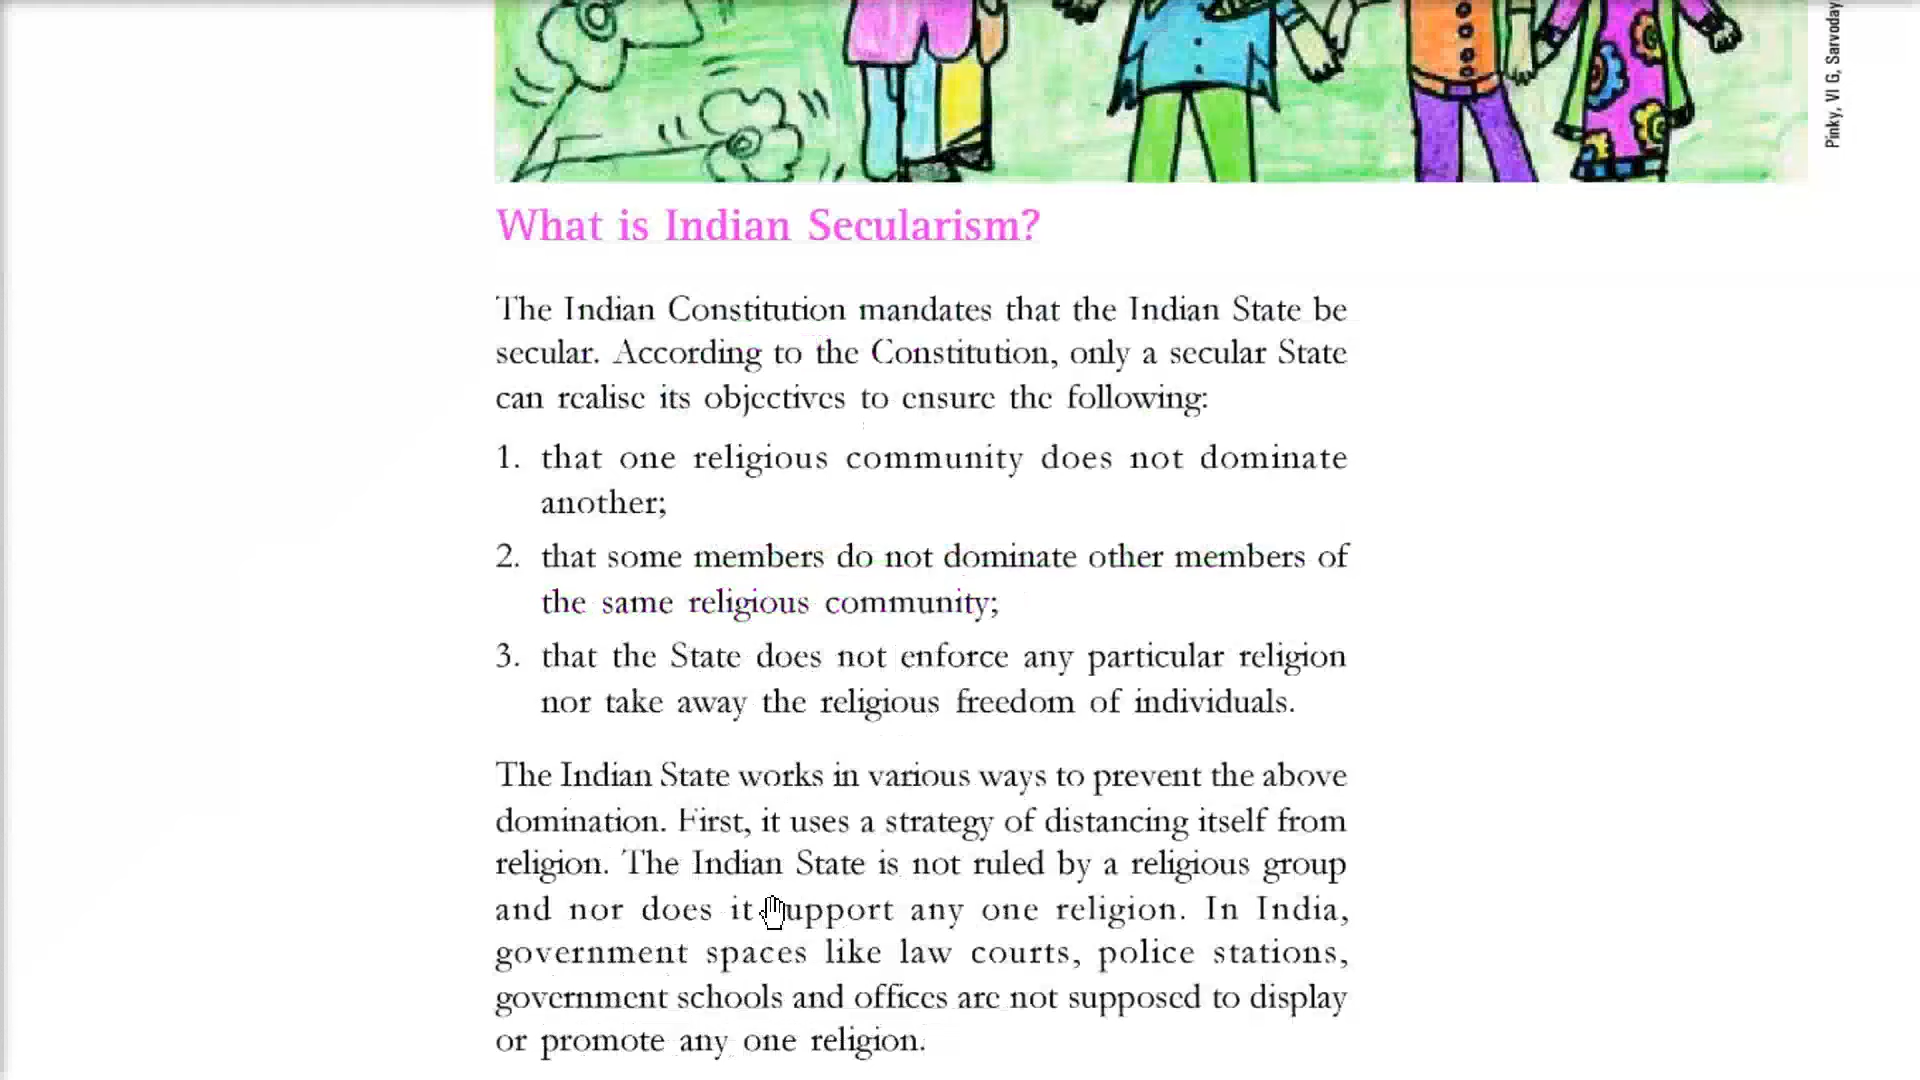 Pinky, VI G, Sarvoday
What is Indian Secularism?
The Indian Constitution mandates that the Indian State be
secular. According to the Constitution, only a secular State
can realise its objectives to ensure the following:
1. that one religious community does not dominate
another;
2. that some members do not dominate other members of
the same religious community;
3. that the State does not enforce any particular religion
nor take away the religious freedom of individuals.
The Indian State works in various ways to prevent the above
domination. First, it uses a strategy of distancing itself from
religion. The Indian State is not ruled by a religious group
and nor does it support any one religion. In India,
government spaces like law courts, police stations,
government schools and offices are not supposed to display
or promote any one religion.